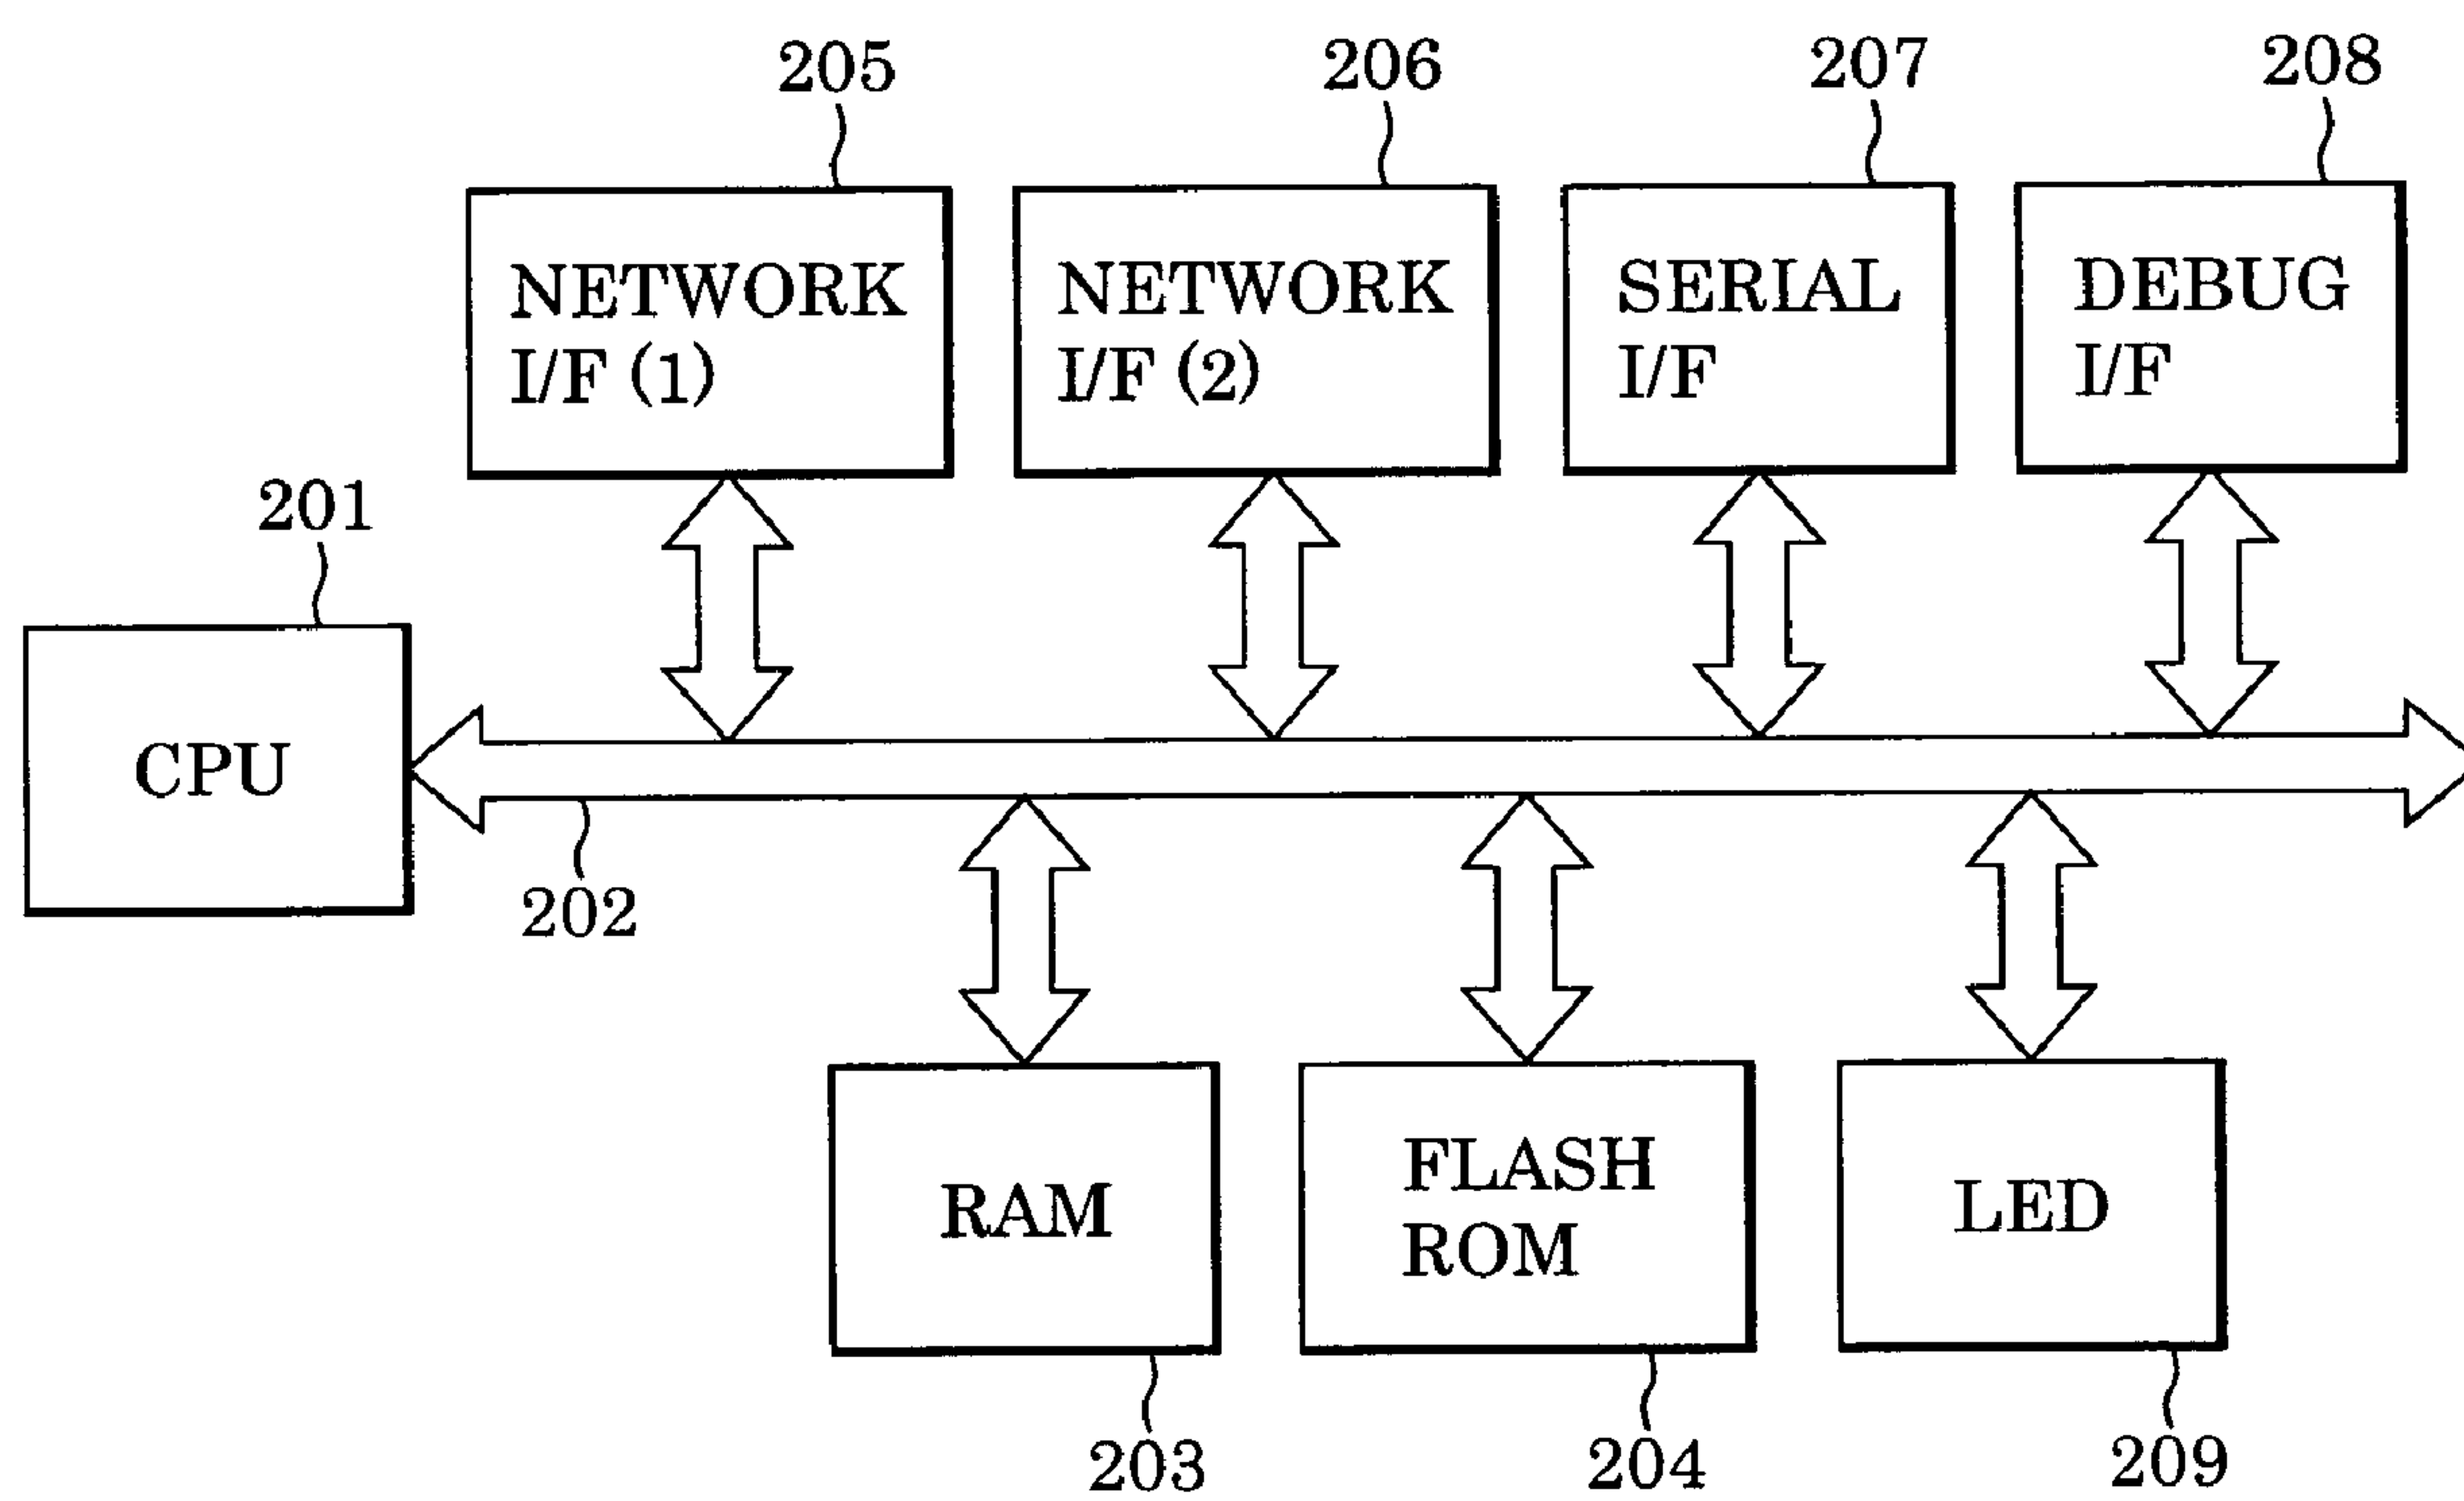 205
206
207
208
NETWORK
I/F (1)
NETWORK
I/F (2)
SERIAL
I/F
DEBUG
I/F
201
CPU
202
RAM
FLASH
ROM
LED
203
204
209